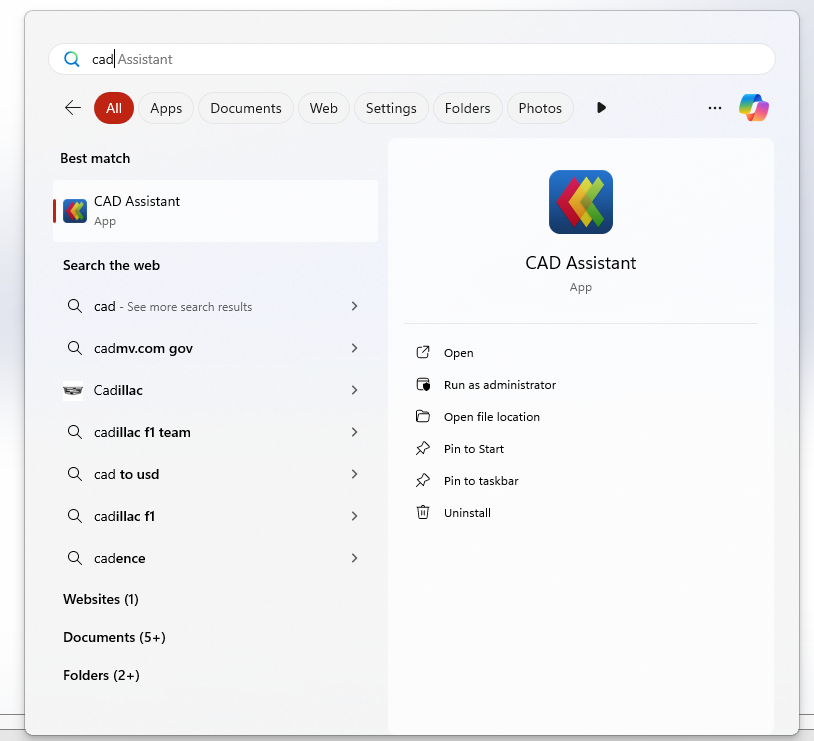 cad Assistant
All
Apps
Documents
Web
Settings
Folders
Photos
Best match
CAD Assistant
App
Search the web
cad - See more search results
cadmv.com gov
Cadillac
cadillac f1 team
cad to usd
cadillac f1
cadence
Websites (1)
Documents (5+)
Folders (2+)
CAD Assistant
App
Open
Run as administrator
Open file location
Pin to Start
Pin to taskbar
Uninstall